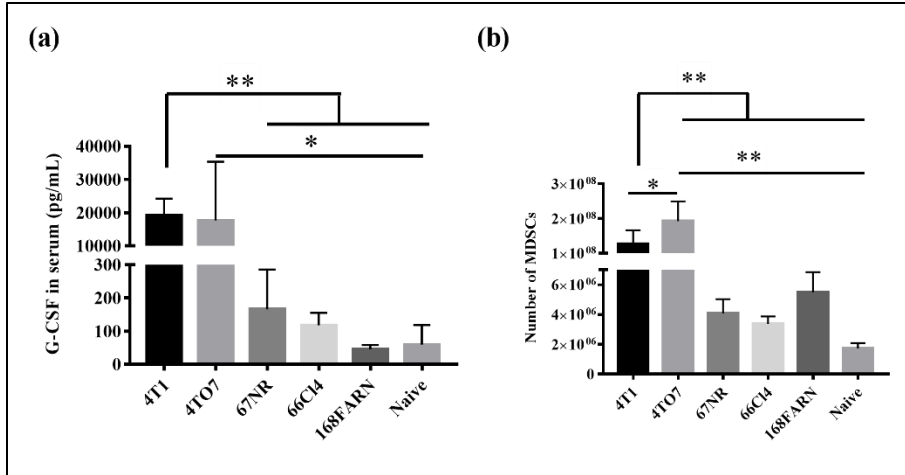 (a)
**
*
G-CSF in serum (pg/mL)
40000
30000
20000
10000
300
200
100
0
4T1
4TO7
67NR
66Cl4
168FARN
Naive
(b)
**
**
*
Number of MDSCs
3×10⁰⁸
2×10⁰⁸
1×10⁰⁸
6×10⁰⁶
4×10⁰⁶
2×10⁰⁶
0
4T1
4TO7
67NR
66Cl4
168FARN
Naive